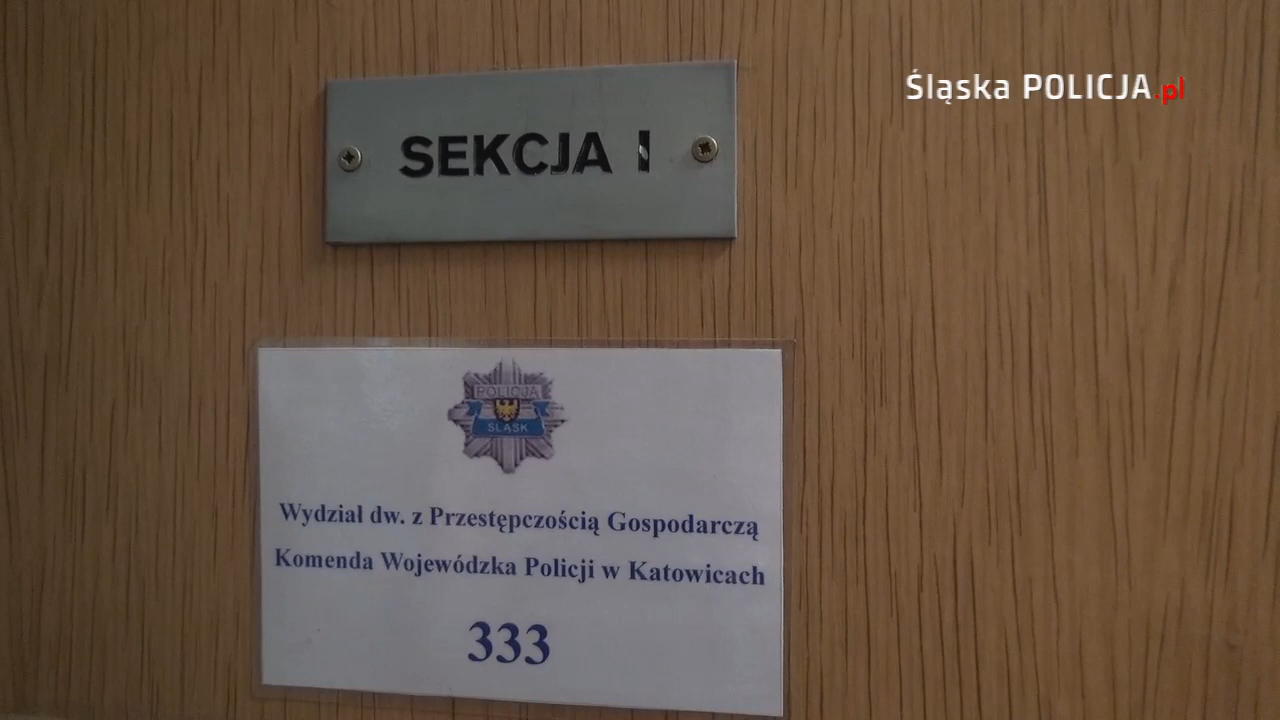 Śląska POLICJA.pl
SEKCJA I
POLICJA
ŚLĄSK
Wydział dw. z Przestępczością Gospodarczą
Komenda Wojewódzka Policji w Katowicach
333